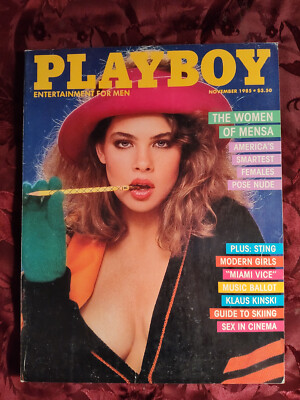 PLAYBOY
ENTERTAINMENT FOR MEN
NOVEMBER 1985 • $3.50
THE WOMEN
OF MENSA
AMERICA'S
SMARTEST
FEMALES
POSE NUDE
PLUS: STING
MODERN GIRLS
"MIAMI VICE"
MUSIC BALLOT
KLAUS KINSKI
GUIDE TO SKIING
SEX IN CINEMA